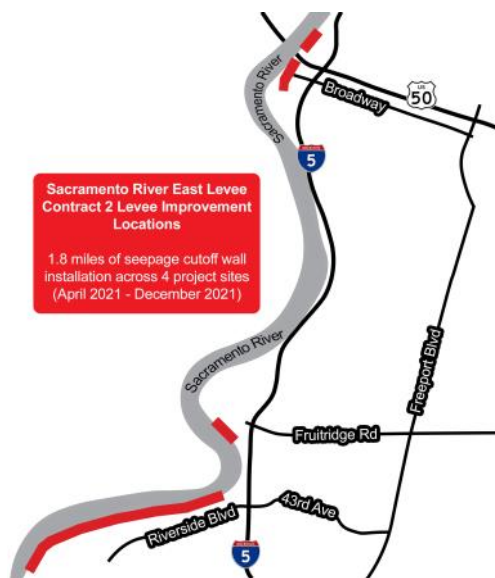 Sacramento River
US
50
Broadway
Sacramento River
5
Sacramento River East Levee
Contract 2 Levee Improvement
Locations
1.8 miles of seepage cutoff wall
installation across 4 project sites
(April 2021 - December 2021)
Sacramento River
Freeport Blvd
Fruitridge Rd
43rd Ave
Riverside Blvd
5